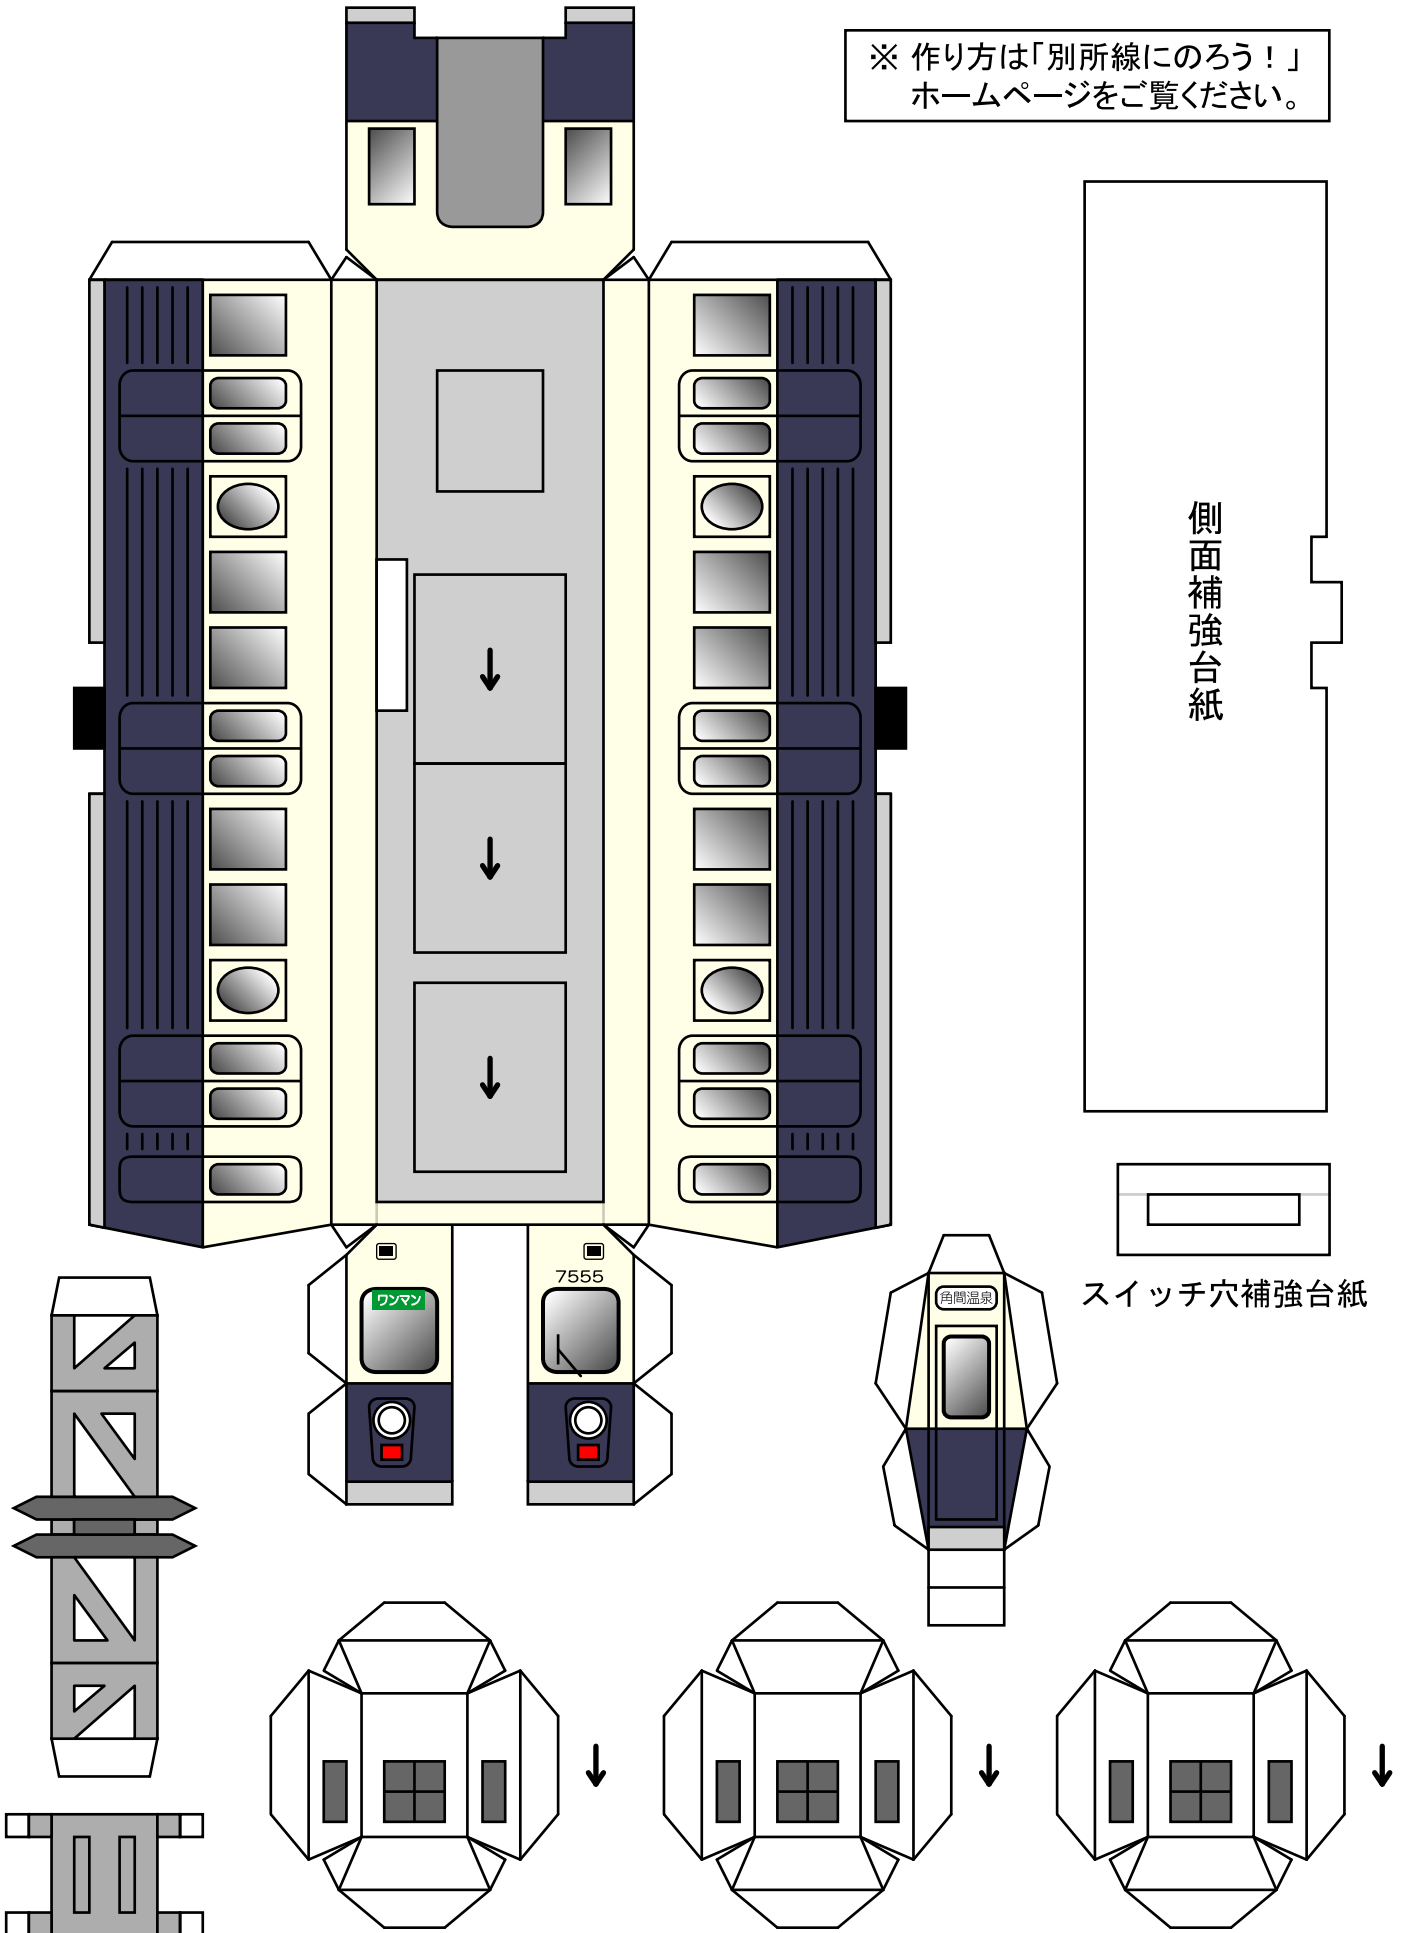 ※ 作り方は「別所線にのろう！」
ホームページをご覧ください。
側面補強台紙
スイッチ穴補強台紙
7555
ワンマン
角間温泉